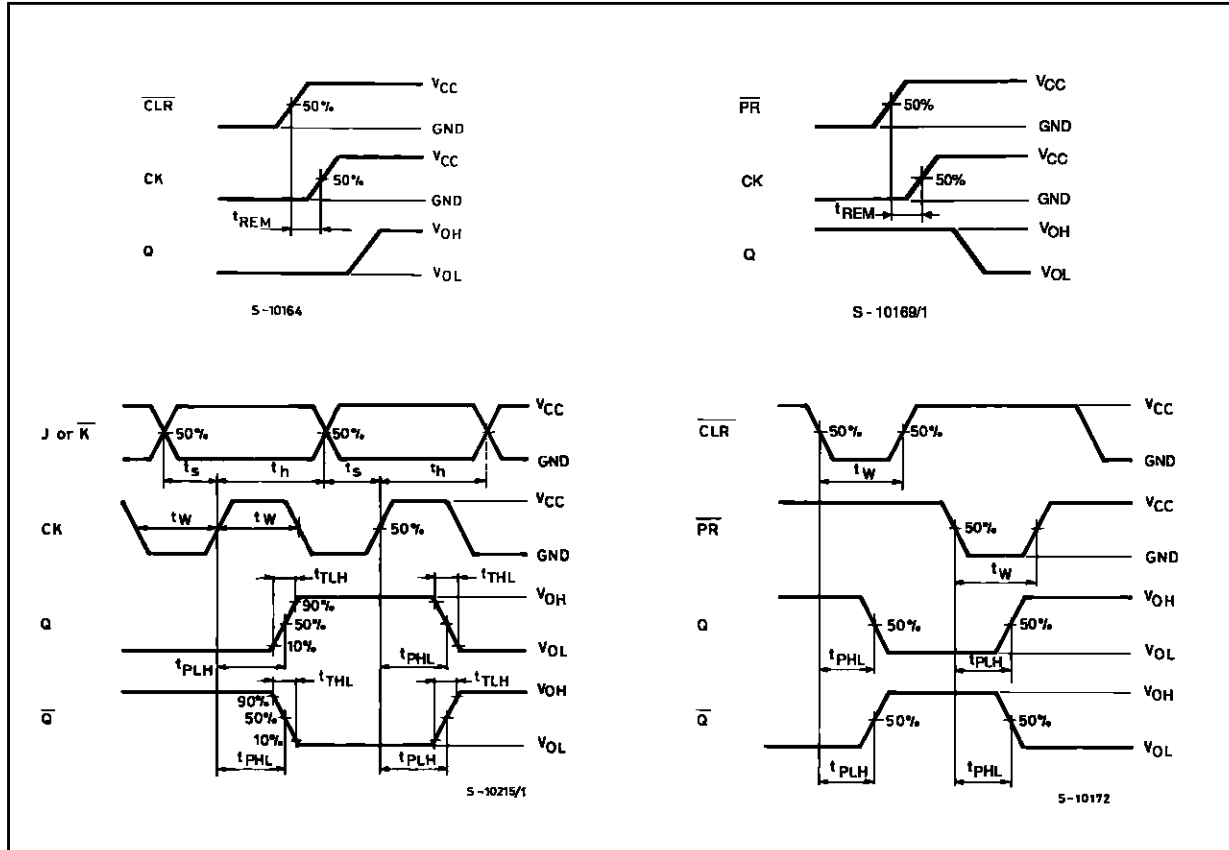 CLR 50% VCC
GND
CK 50% VCC
GND
tREM
Q VOH
VOL
S-10164
PR 50% VCC
GND
CK 50% VCC
GND
tREM
Q VOH
VOL
S-10169/1
J or K 50% 50% VCC
GND
ts th ts th
CK tW tW 50% VCC
GND
tTLH tTHL
Q 90% VOH
50%
10% VOL
tPLH tPHL
tTHL tTLH
Q 90% VOH
50%
10% VOL
tPHL tPLH
S-10215/1
CLR 50% 50% VCC
GND
tW
PR 50% VCC
GND
tW
Q 50% 50% VOH
VOL
tPHL tPLH
Q 50% 50% VOH
VOL
tPLH tPHL
S-10172